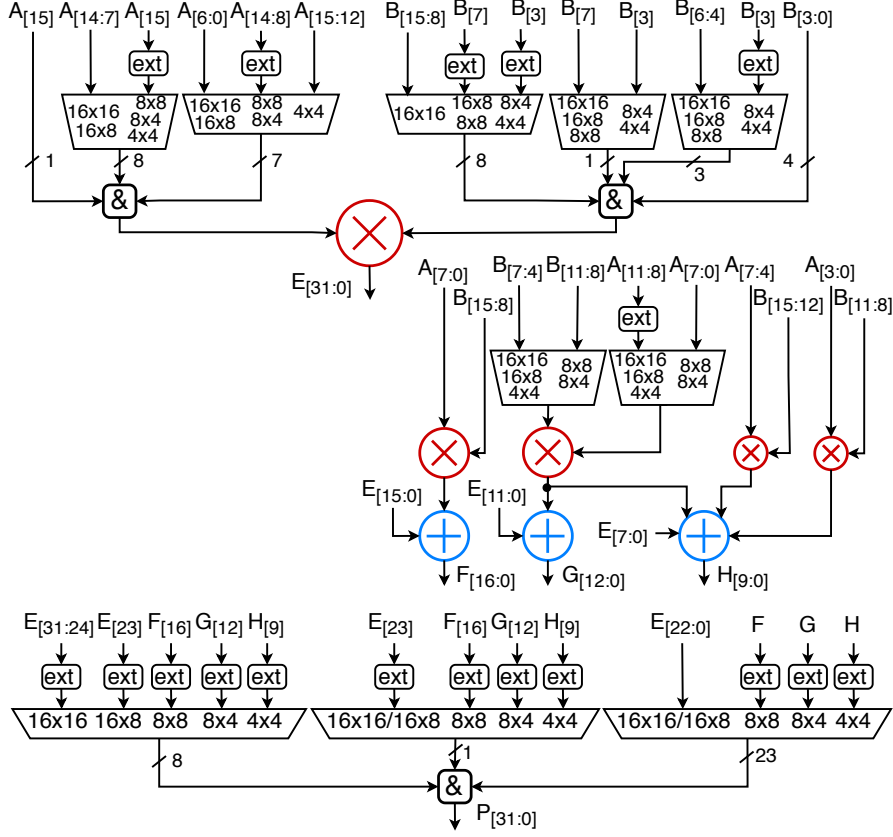 A[15] A[14:7] A[15] A[6:0] A[14:8] A[15:12] B[15:8] B[7] B[3] B[7] B[3] B[6:4] B[3] B[3:0]
ext ext ext ext ext
16x16 16x8 8x8 8x4 4x4
16x16 16x8 8x8 8x4 4x4
16x16 16x8 8x8 8x4 4x4
16x16 16x8 8x8 8x4 4x4
16x16 16x8 8x8 8x4 4x4
1 8 7 8 1 3 4
& &
E[31:0]
A[7:0] B[15:8] B[7:4] B[11:8] A[11:8] A[7:0] A[7:4] B[15:12] A[3:0] B[11:8]
ext
16x16 16x8 4x4 8x8 8x4
16x16 16x8 4x4 8x8 8x4
E[15:0] E[11:0] E[7:0]
F[16:0] G[12:0] H[9:0]
E[31:24] E[23] F[16] G[12] H[9] E[23] F[16] G[12] H[9] E[22:0] F G H
ext ext ext ext ext ext ext ext ext ext ext ext
16x16 16x8 8x8 8x4 4x4 16x16/16x8 8x8 8x4 4x4 16x16/16x8 8x8 8x4 4x4
8 1 23
&
P[31:0]